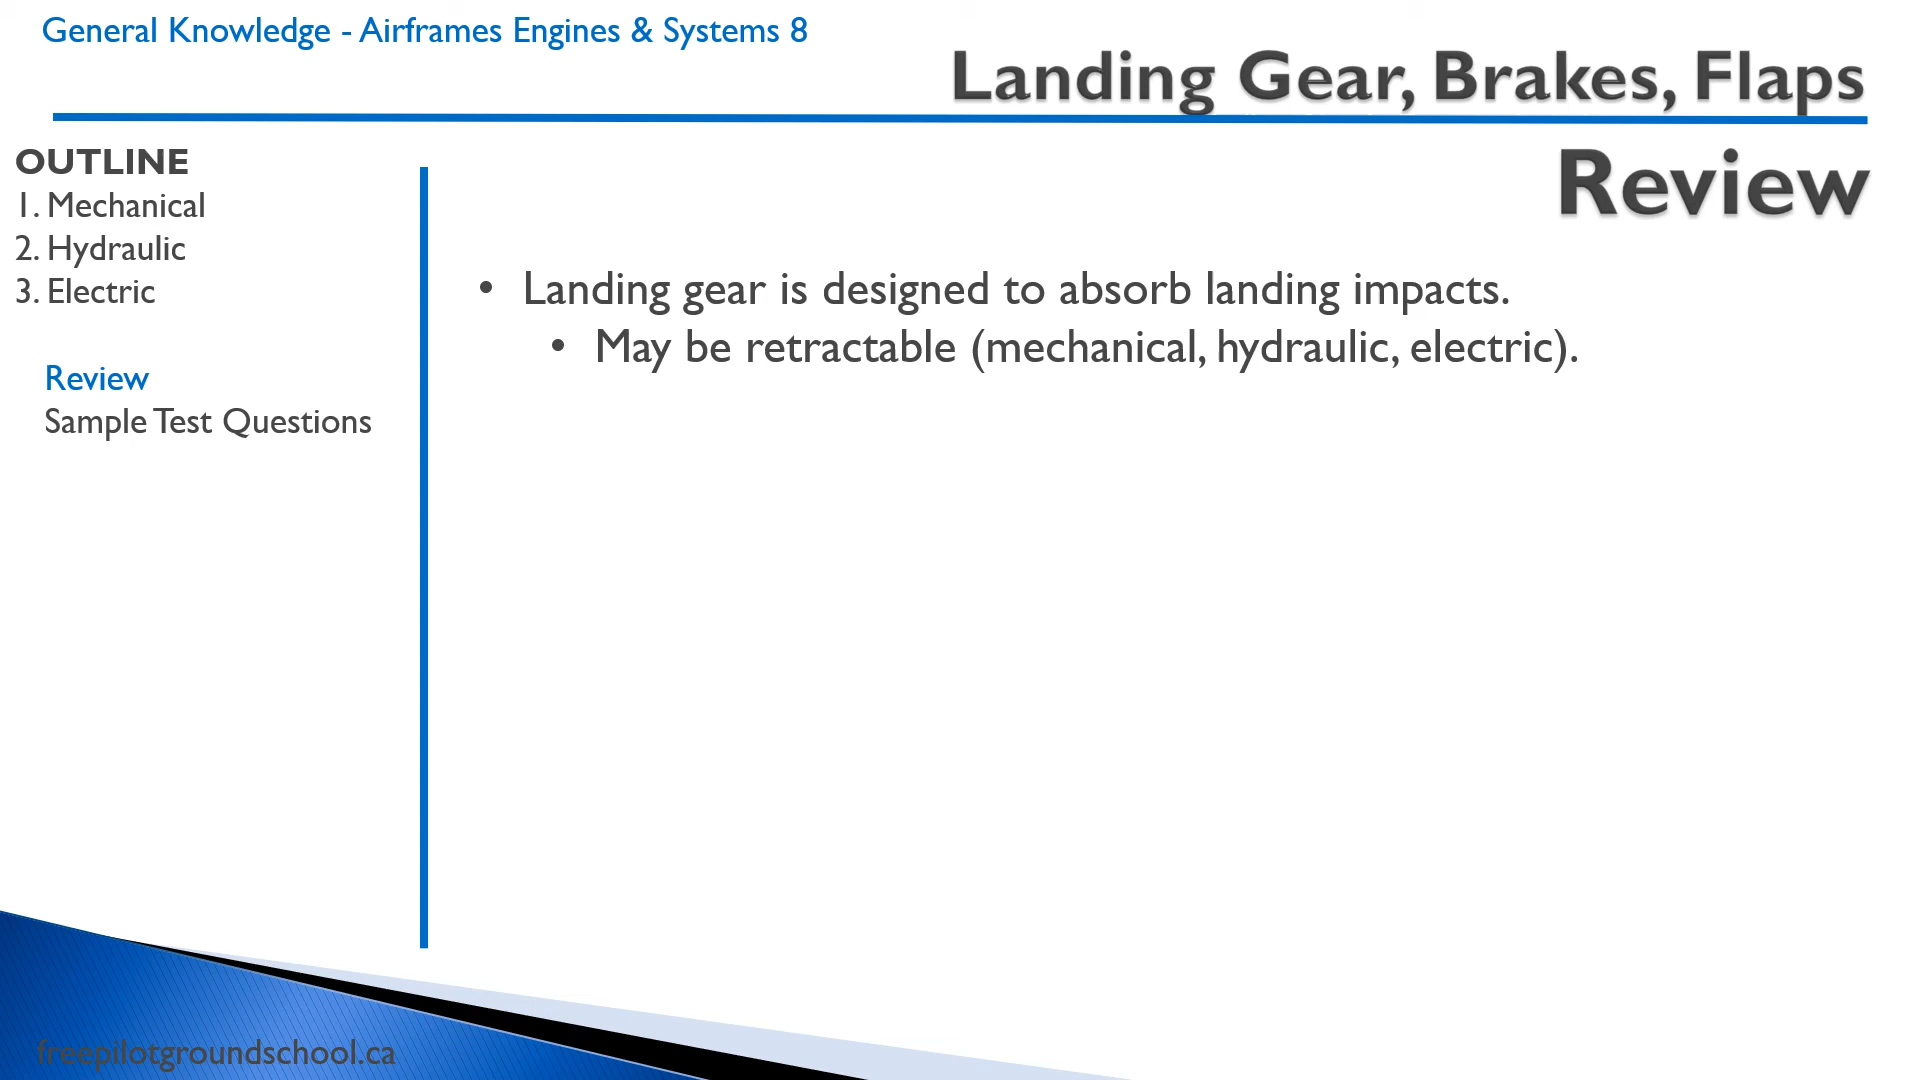 General Knowledge - Airframes Engines & Systems 8
Landing Gear, Brakes, Flaps
OUTLINE
1. Mechanical
2. Hydraulic
3. Electric
Review
Sample Test Questions
Review
• Landing gear is designed to absorb landing impacts.
• May be retractable (mechanical, hydraulic, electric).
freepilotgroundschool.ca